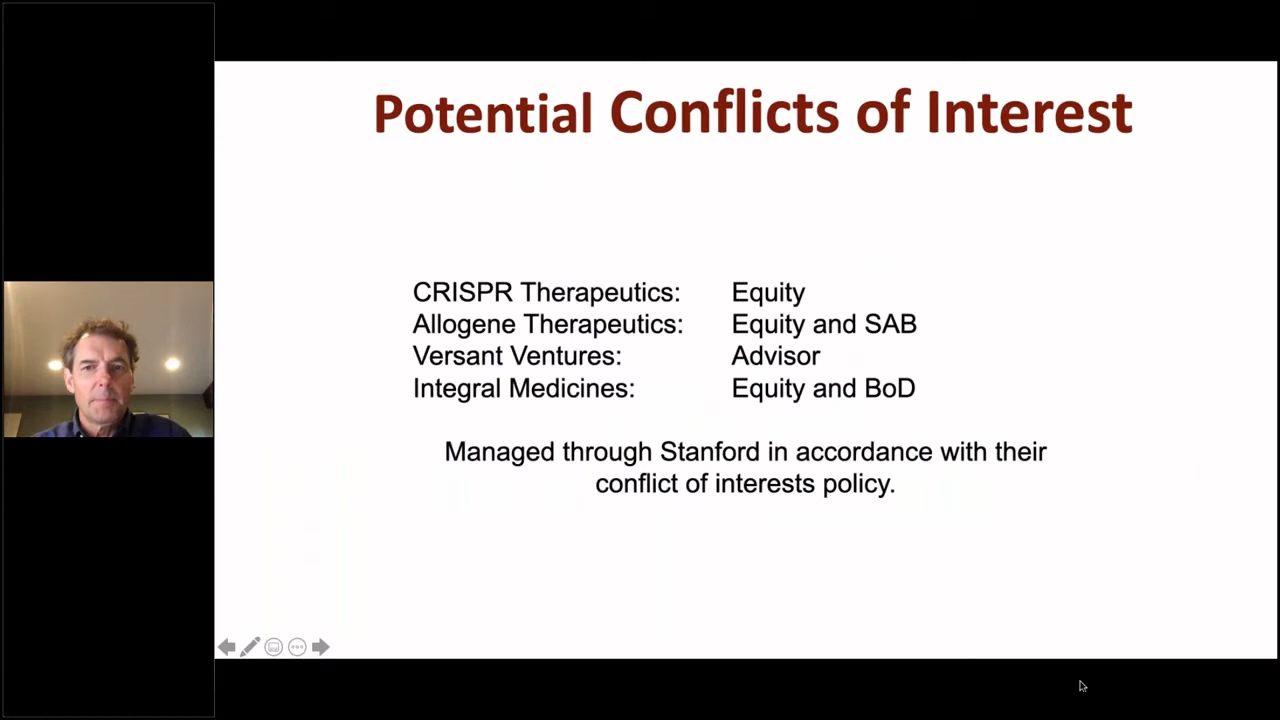 Potential Conflicts of Interest
CRISPR Therapeutics: Equity
Allogene Therapeutics: Equity and SAB
Versant Ventures: Advisor
Integral Medicines: Equity and BoD
Managed through Stanford in accordance with their
conflict of interests policy.